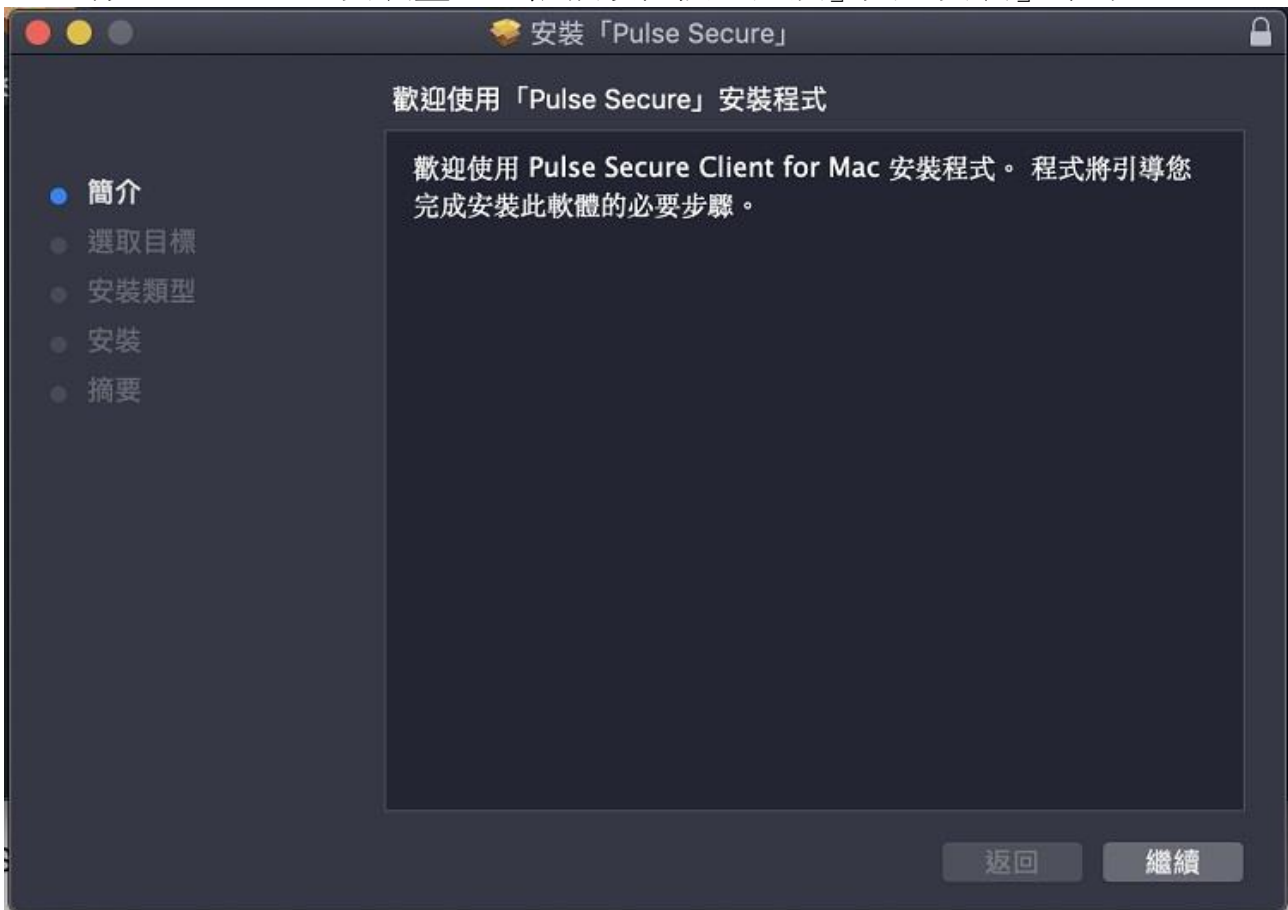 安裝「Pulse Secure」
歡迎使用「Pulse Secure」安裝程式
歡迎使用 Pulse Secure Client for Mac 安裝程式。 程式將引導您
完成安裝此軟體的必要步驟。
簡介
選取目標
安裝類型
安裝
摘要
返回
繼續